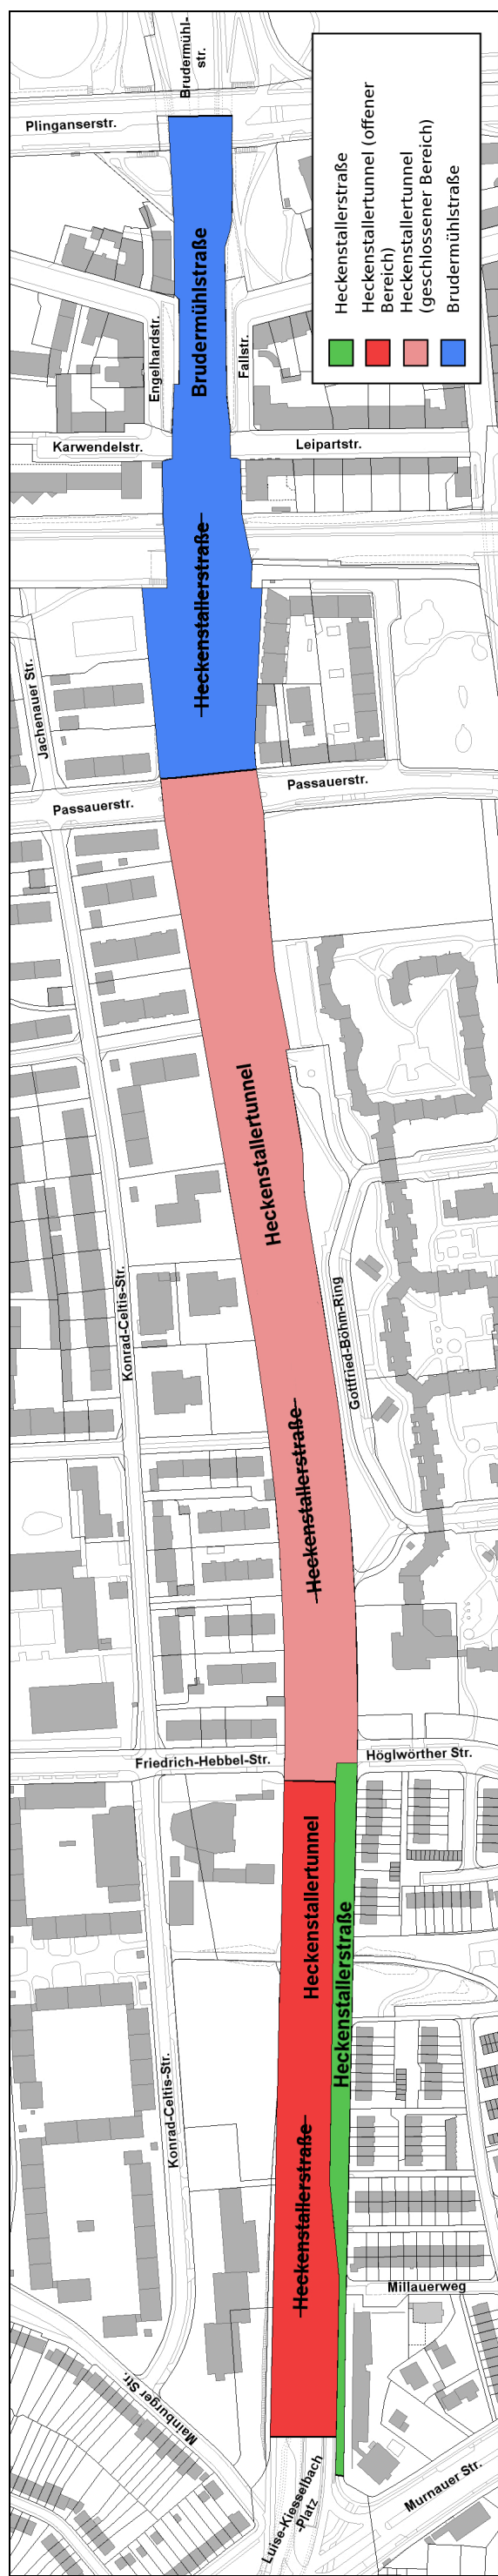 Brudermühl-
str.
Plinganserstr.
Heckenstallerstraße
Heckenstallertunnel (offener
Bereich)
Heckenstallertunnel
(geschlossener Bereich)
Brudermühlstraße
Brudermühlstraße
Engelhardstr.
Fallstr.
Karwendelstr.
Leipartstr.
Heckenstallerstraße
Jachenauer Str.
Passauerstr.
Passauerstr.
Heckenstallertunnel
Konrad-Celtis-Str.
Gottfried-Böhm-Ring
Heckenstallerstraße
Friedrich-Hebbel-Str.
Höglwörther Str.
Heckenstallertunnel
Heckenstallerstraße
Konrad-Celtis-Str.
Heckenstallerstraße
Millauerweg
Mainburger Str.
Luise-Kiesselbach
-Platz
Murnauer Str.